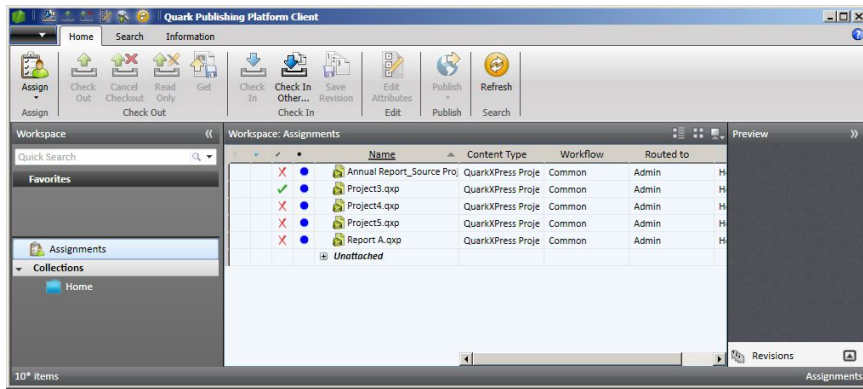 Quark Publishing Platform Client
Home Search Information
Assign Check Out Cancel Checkout Read Only Get Check In Check In Other... Save Revision Edit Attributes Publish Refresh
Assign Check Out Check In Edit Publish Search
Workspace Workspace: Assignments Preview
Quick Search
Name Content Type Workflow Routed to
Favorites
Annual Report_Source Proj QuarkXPress Proje Common Admin H
Project3.qxp QuarkXPress Proje Common Admin H
Project4.qxp QuarkXPress Proje Common Admin H
Project5.qxp QuarkXPress Proje Common Admin H
Report A.qxp QuarkXPress Proje Common Admin H
Assignments
Unattached
Collections
Home
Revisions
10* items Assignments